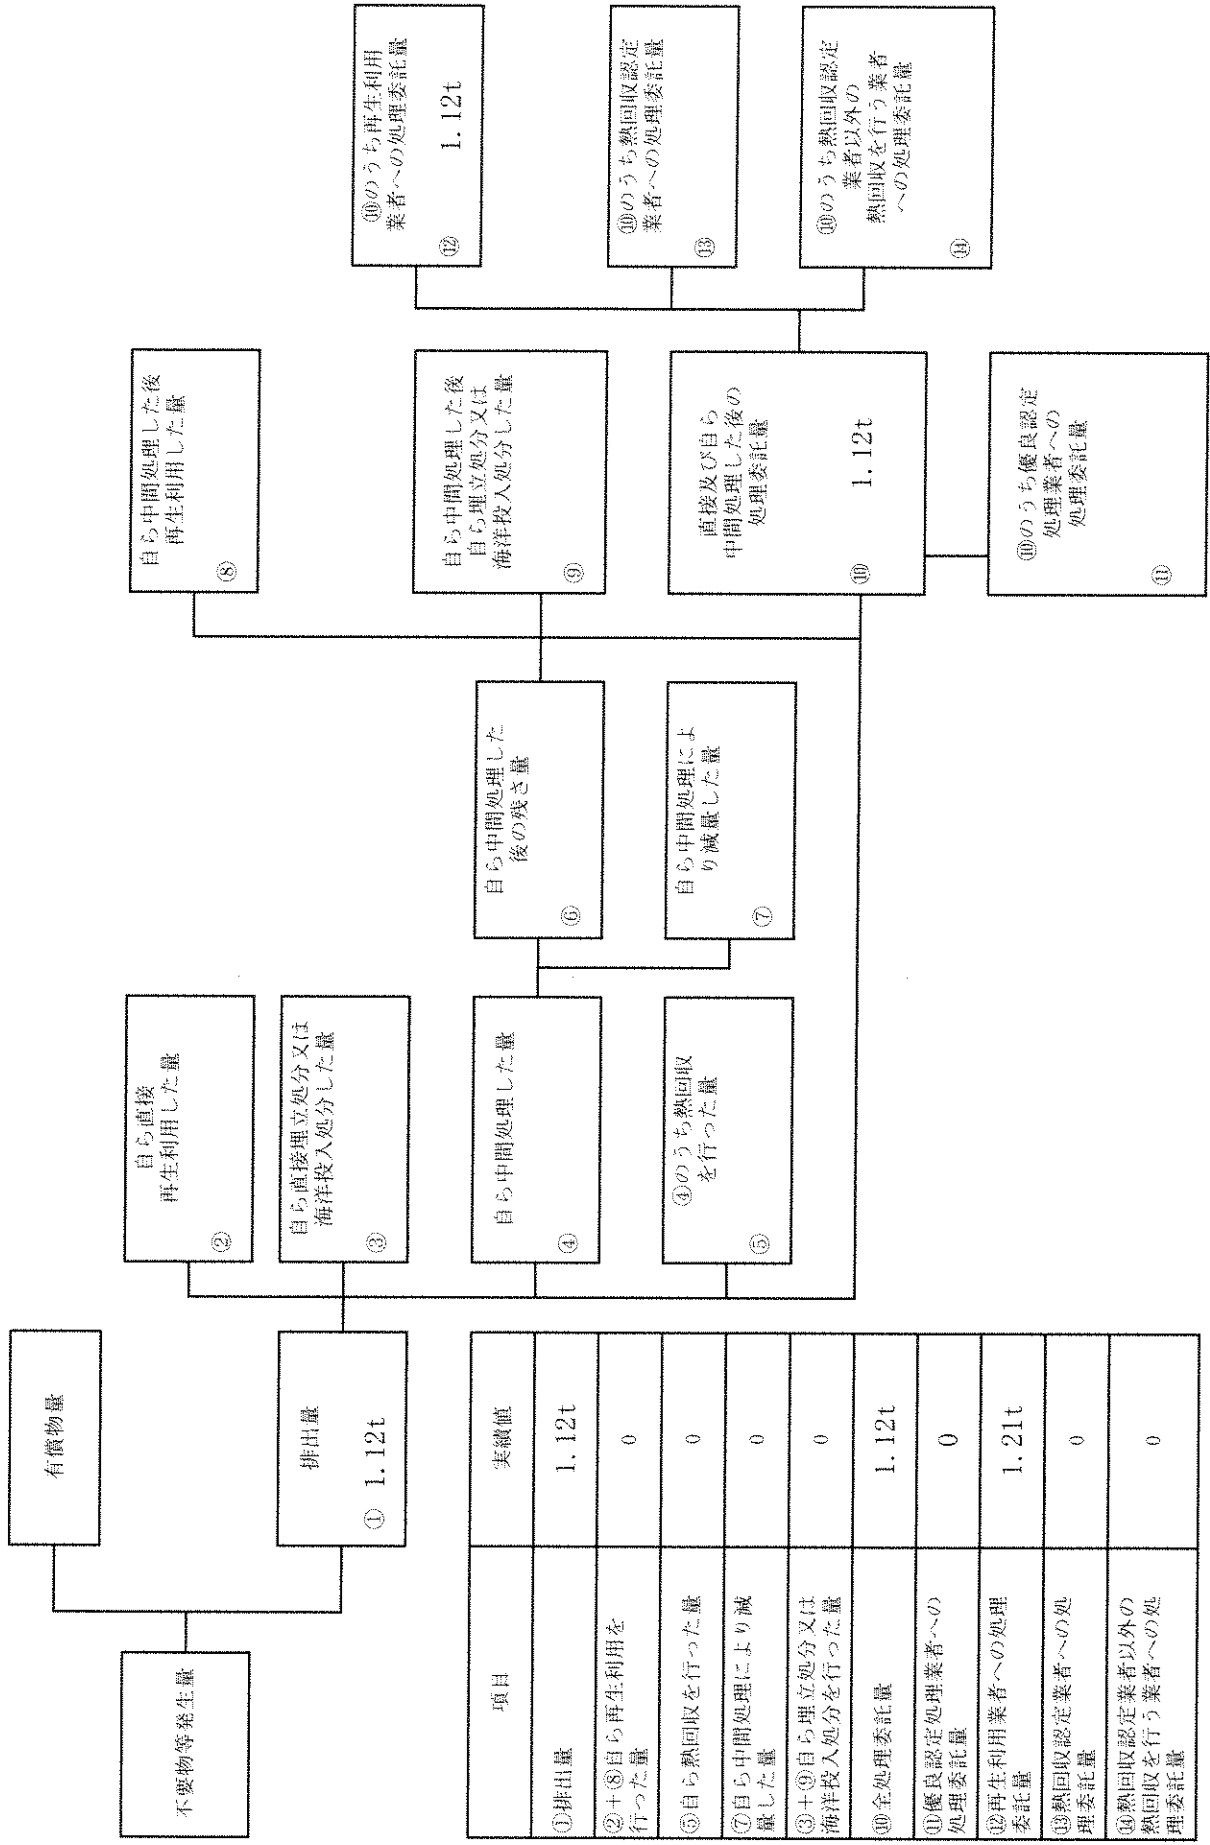 不要物等発生量
有償物量
排出量
① 1.12t
自ら直接
再生利用した量
②
自ら直接埋立処分又は
海洋投入処分した量
③
自ら中間処理した量
④
④のうち熱回収
を行った量
⑤
自ら中間処理した
後の残さ量
⑥
自ら中間処理によ
り減量した量
⑦
自ら中間処理した後
再生利用した量
⑧
自ら中間処理した後
自ら埋立処分又は
海洋投入処分した量
⑨
直接及び自ら
中間処理した後の
処理委託量
⑩ 1.12t
⑩のうち優良認定
処理業者への
処理委託量
⑪
⑩のうち再生利用
業者への処理委託量
⑫ 1.12t
⑩のうち熱回収認定
業者への処理委託量
⑬
⑩のうち熱回収認定
業者以外の
熱回収を行う業者
への処理委託量
⑭
項目 実績値
①排出量 1.12t
②+⑧自ら再生利用を
行った量 0
⑤自ら熱回収を行った量 0
⑦自ら中間処理により減
量した量 0
③+⑨自ら埋立処分又は
海洋投入処分を行った量 0
⑩全処理委託量 1.12t
⑪優良認定処理業者への
処理委託量 0
⑫再生利用業者への処理
委託量 1.21t
⑬熱回収認定業者への処
理委託量 0
⑭熱回収認定業者以外の
熱回収を行う業者への処
理委託量 0